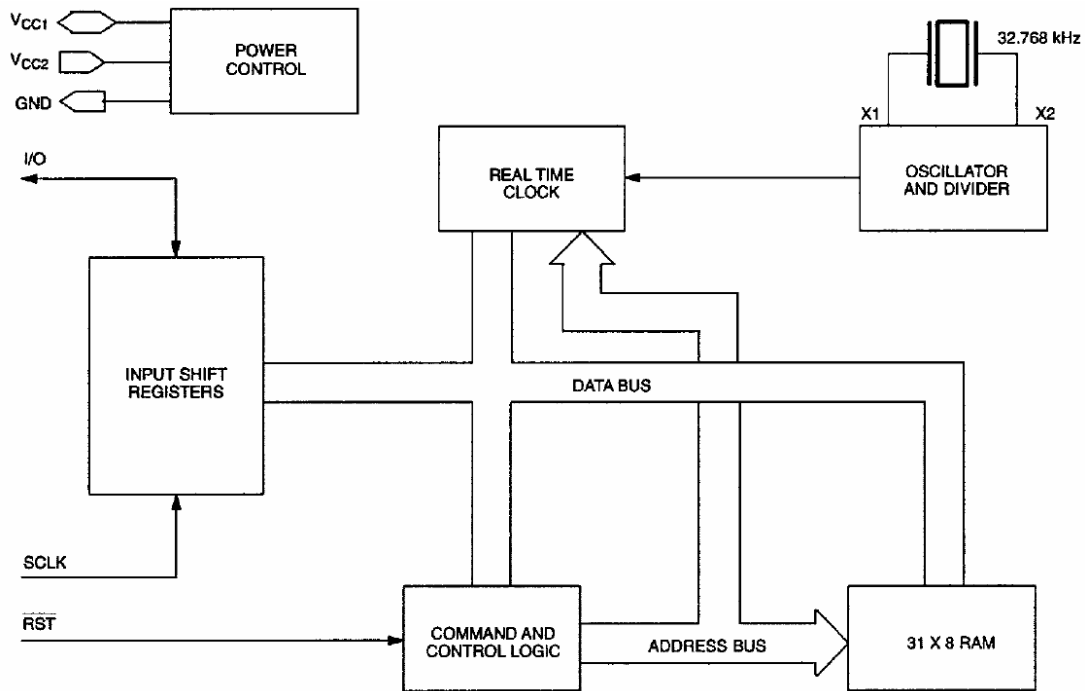 VCC1
VCC2
GND
POWER
CONTROL
32.768 kHz
X1
X2
OSCILLATOR
AND DIVIDER
REAL TIME
CLOCK
I/O
INPUT SHIFT
REGISTERS
DATA BUS
SCLK
R̅S̅T̅
COMMAND AND
CONTROL LOGIC
ADDRESS BUS
31 X 8 RAM